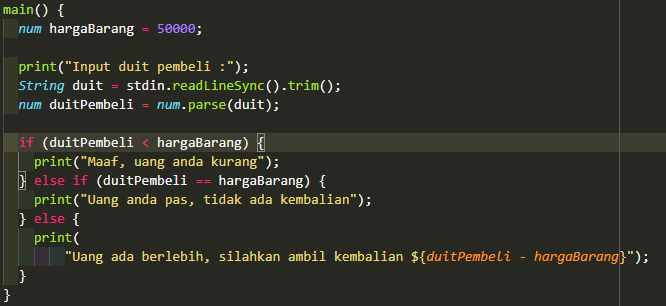 main() {
  num hargaBarang = 50000;

  print("Input duit pembeli :");
  String duit = stdin.readLineSync().trim();
  num duitPembeli = num.parse(duit);

  if (duitPembeli < hargaBarang) {
    print("Maaf, uang anda kurang");
  } else if (duitPembeli == hargaBarang) {
    print("Uang anda pas, tidak ada kembalian");
  } else {
    print(
        "Uang ada berlebih, silahkan ambil kembalian ${duitPembeli - hargaBarang}");
  }
}